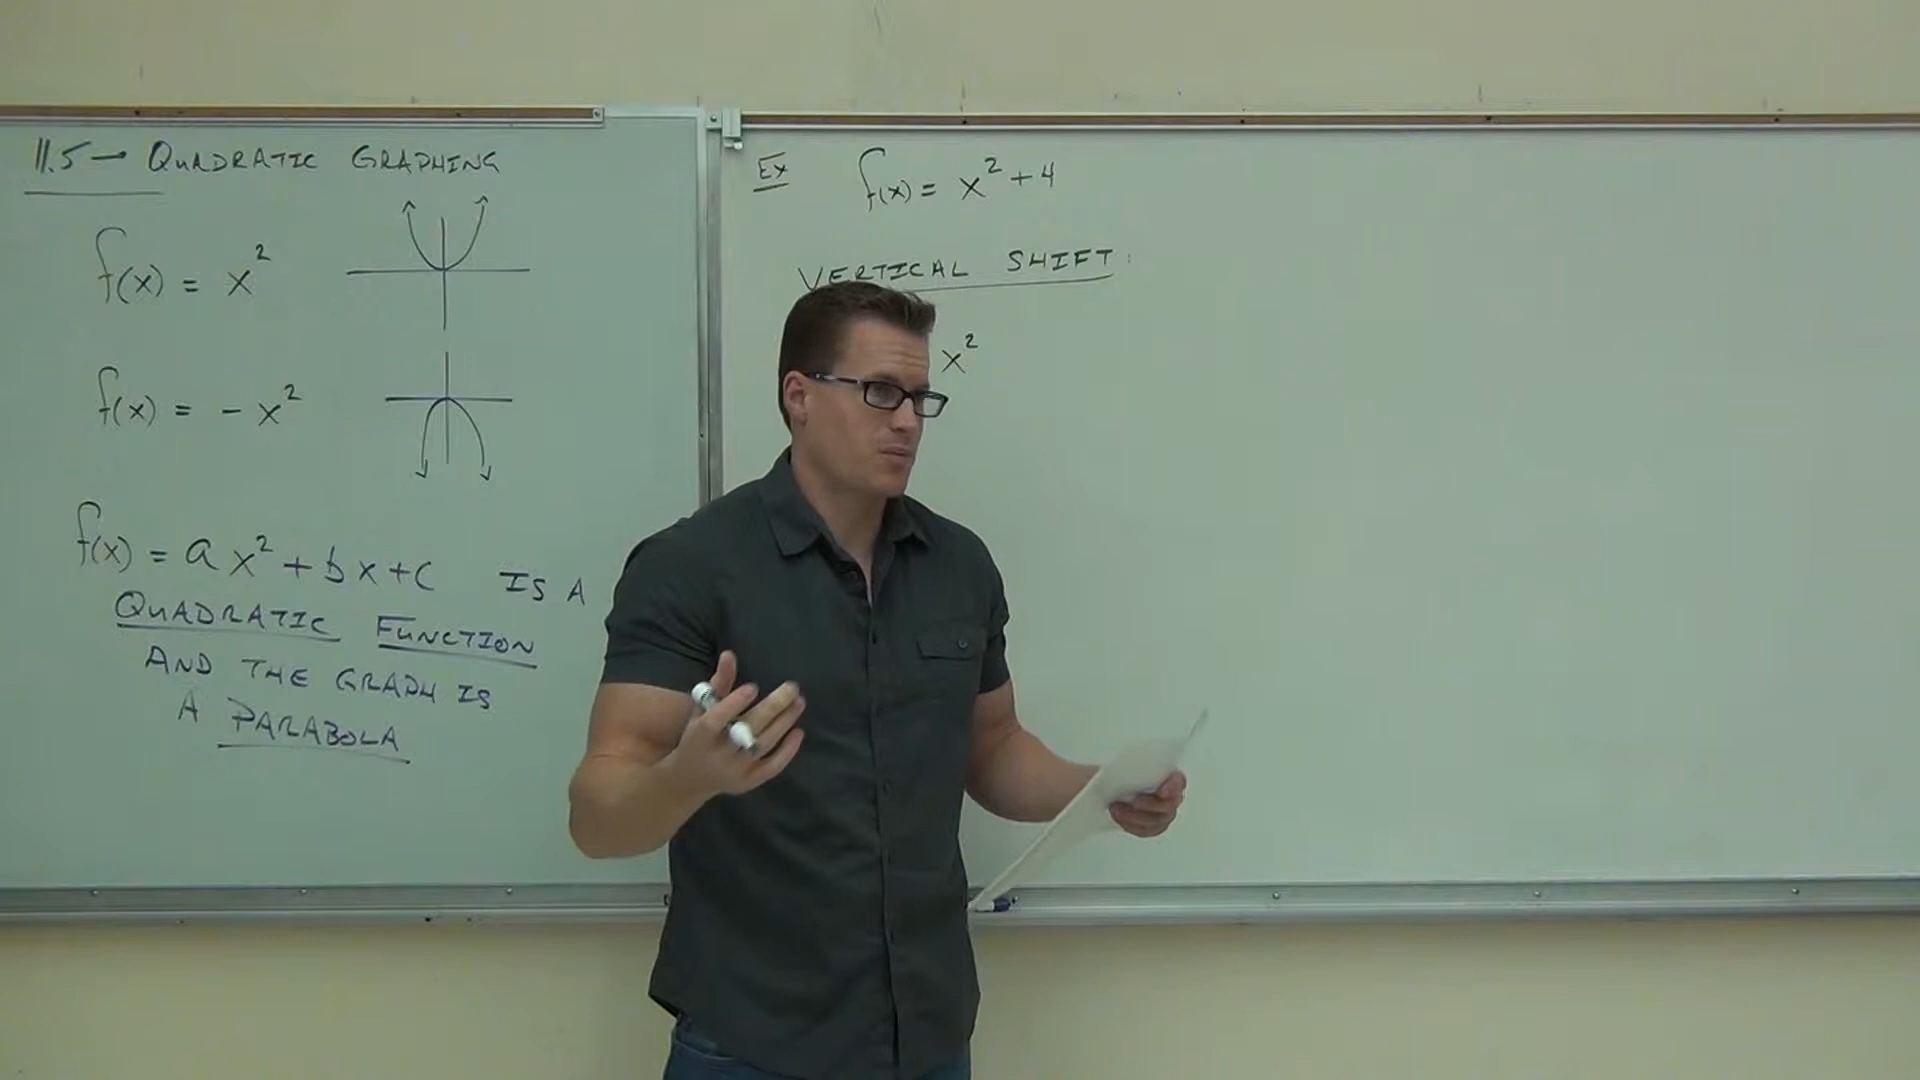 11.5 → QUADRATIC GRAPHING
f(x) = x²
f(x) = - x²
f(x) = ax² + bx + c IS A
QUADRATIC FUNCTION
AND THE GRAPH IS
A PARABOLA
Ex f(x) = x² + 4
VERTICAL SHIFT:
x²